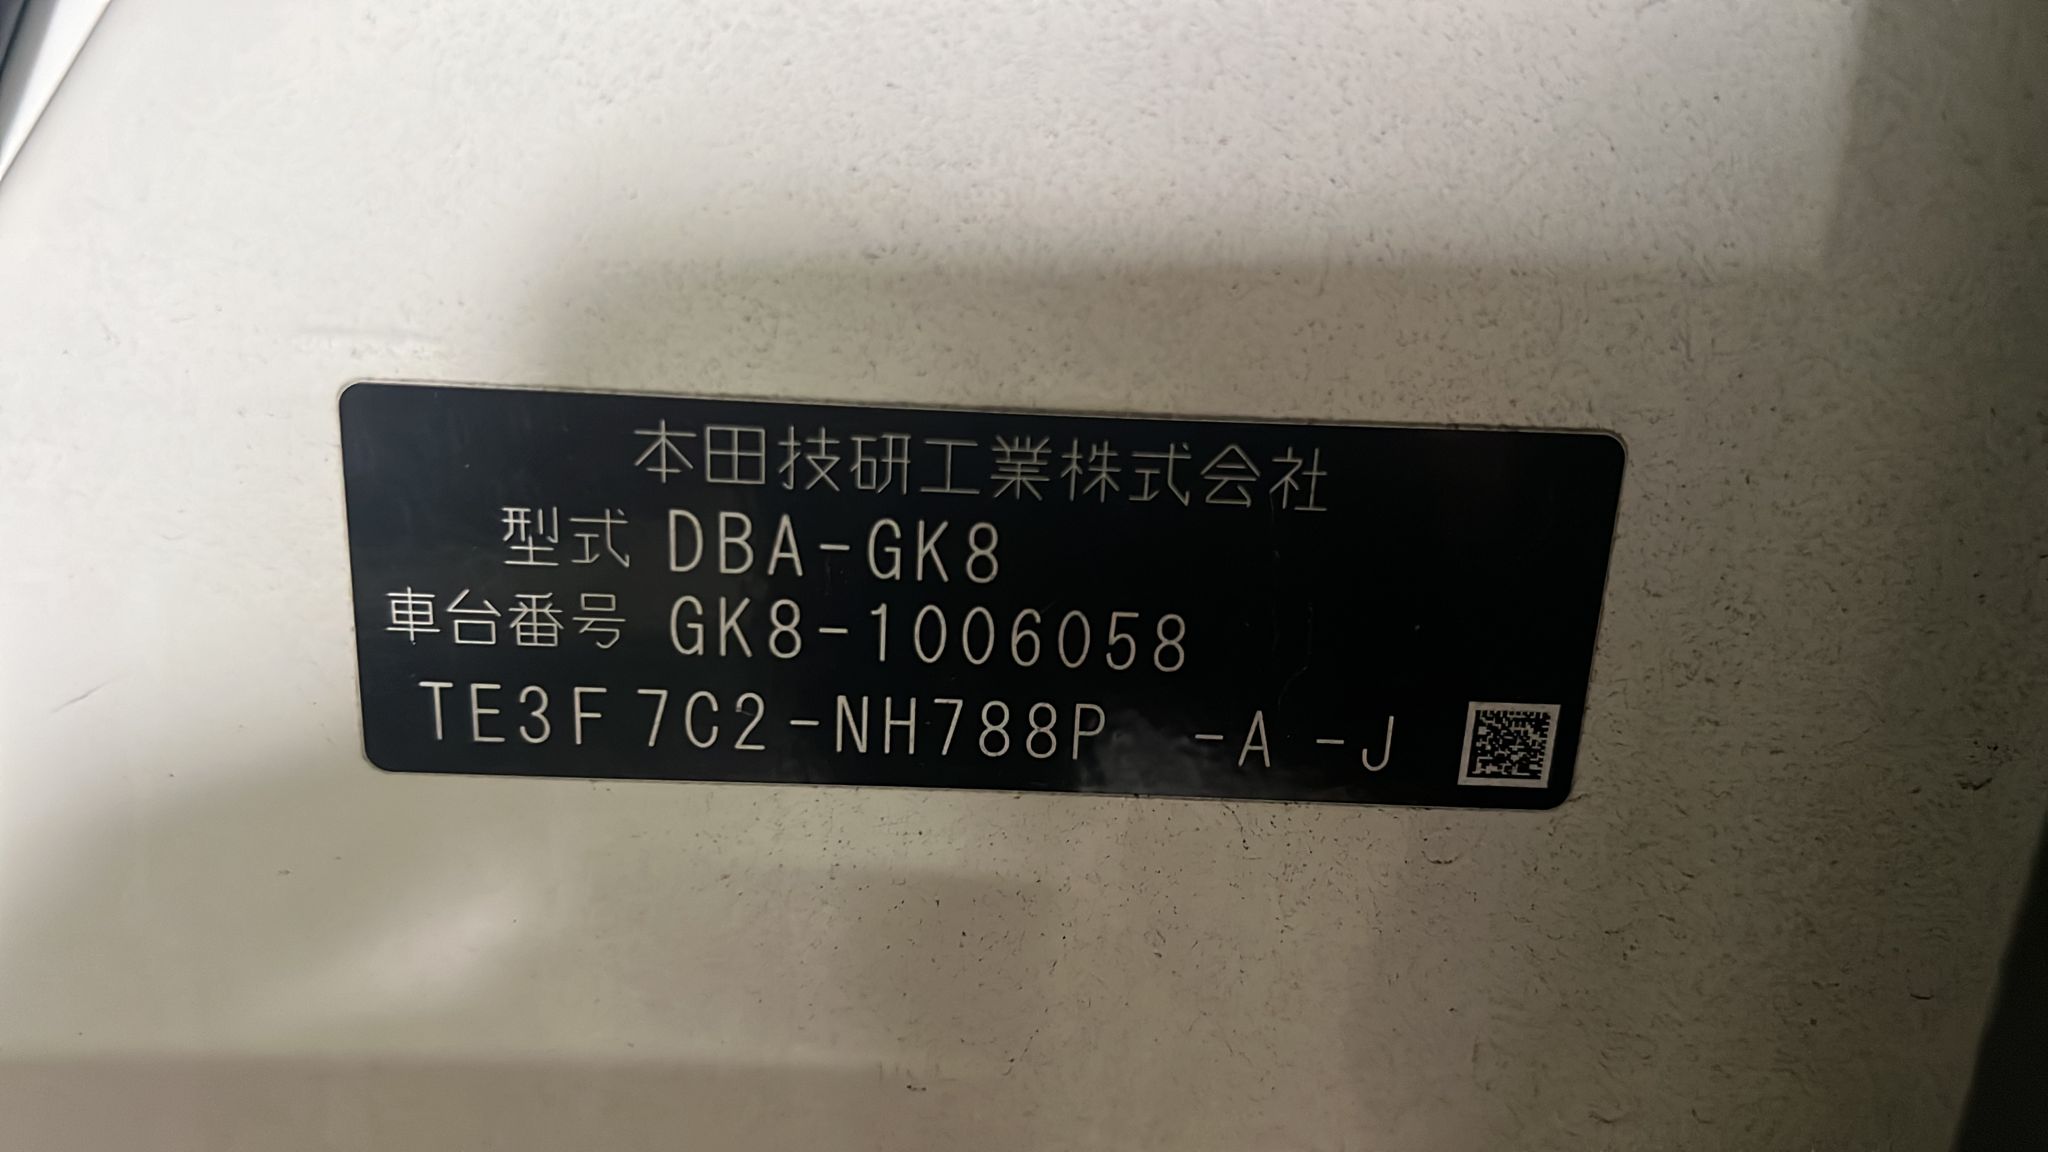 本田技研工業株式会社
型式 DBA-GK8
車台番号 GK8-1006058
TE3F 7C2-NH788P -A -J